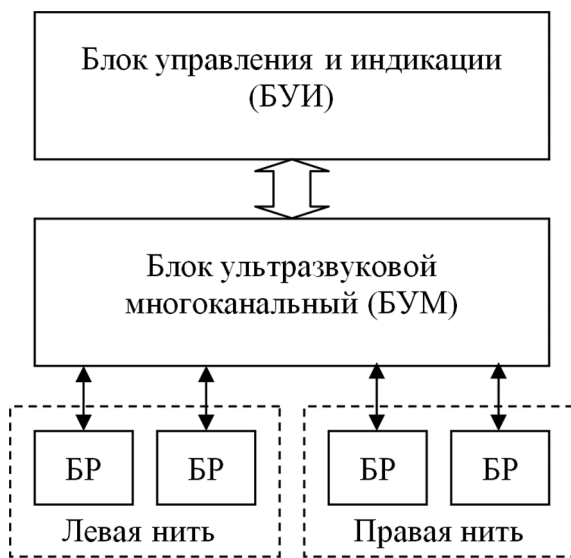 Блок управления и индикации
(БУИ)
Блок ультразвуковой
многоканальный (БУМ)
БР БР БР БР
Левая нить Правая нить